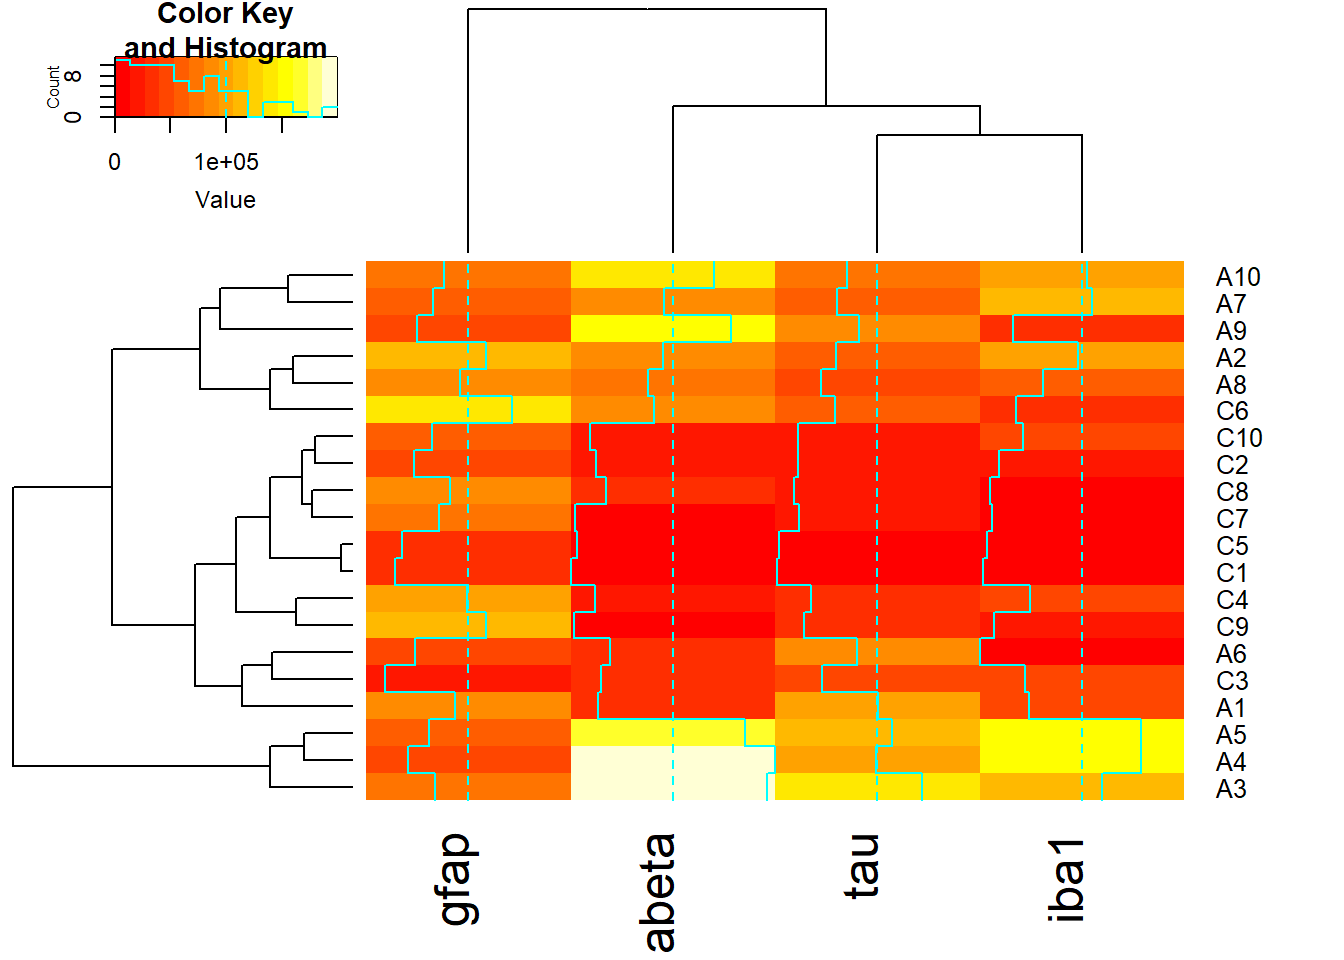 Color Key
and Histogram
Count
0
8
0
1e+05
Value
A10
A7
A9
A2
A8
C6
C10
C2
C8
C7
C5
C1
C4
C9
A6
C3
A1
A5
A4
A3
gfap
abeta
tau
iba1